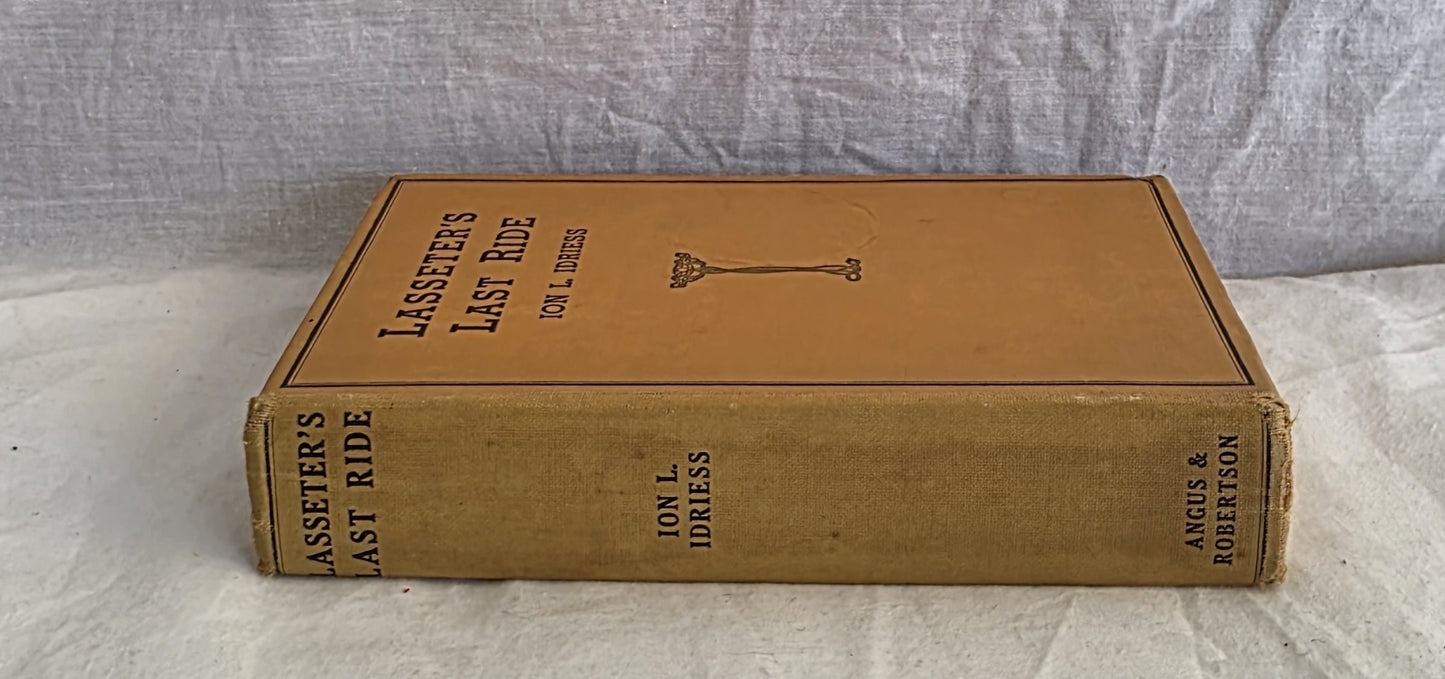 LASSETER'S
LAST RIDE
ION L. IDRIESS
LASSETER'S
LAST RIDE
ION L.
IDRIESS
ANGUS &
ROBERTSON